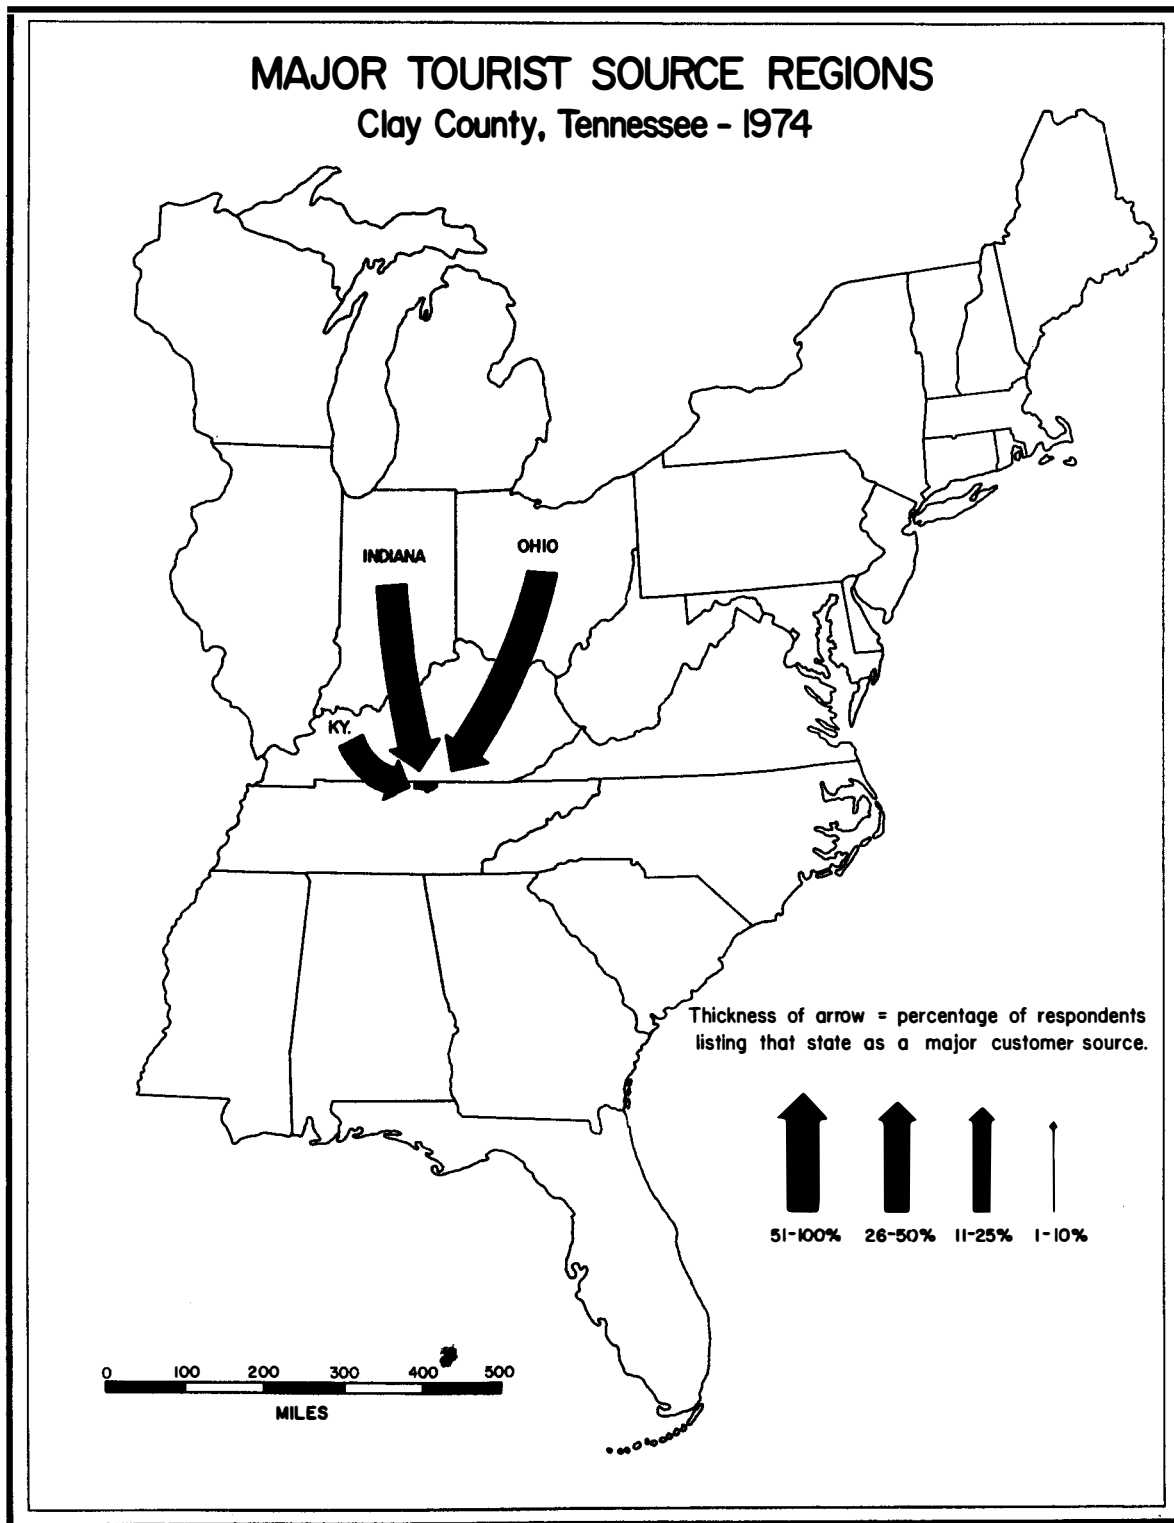 MAJOR TOURIST SOURCE REGIONS
Clay County, Tennessee - 1974
INDIANA
OHIO
KY.
Thickness of arrow = percentage of respondents
listing that state as a major customer source.
51-100% 26-50% 11-25% 1-10%
0 100 200 300 400 500
MILES